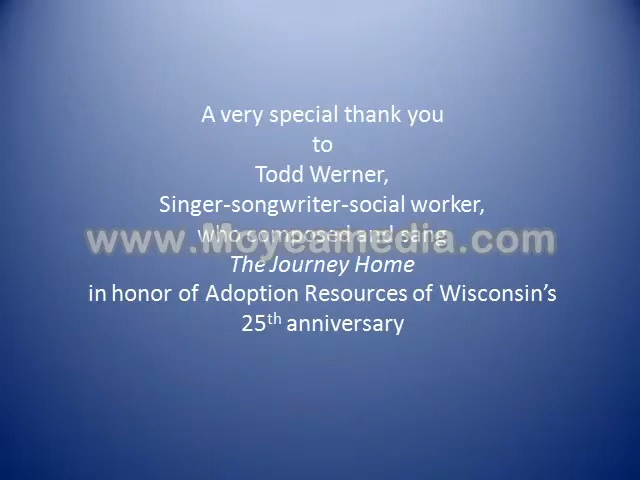 A very special thank you
to
Todd Werner,
Singer-songwriter-social worker,
who composed and sang
www.Moyeamedia.com
The Journey Home
in honor of Adoption Resources of Wisconsin’s
25th anniversary